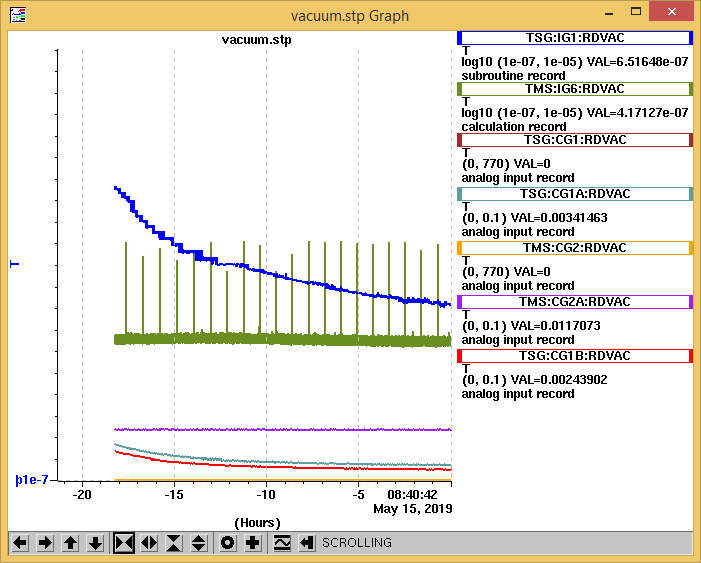 vacuum.stp Graph
vacuum.stp
T
1e-7
-20
-15
-10
-5
08:40:42
May 15, 2019
(Hours)
TSG:IG1:RDVAC
T
log10 (1e-07, 1e-05) VAL=6.51648e-07
subroutine record
TMS:IG6:RDVAC
T
log10 (1e-07, 1e-05) VAL=4.17127e-07
calculation record
TSG:CG1:RDVAC
T
(0, 770) VAL=0
analog input record
TSG:CG1A:RDVAC
T
(0, 0.1) VAL=0.00341463
analog input record
TMS:CG2:RDVAC
T
(0, 770) VAL=0
analog input record
TMS:CG2A:RDVAC
T
(0, 0.1) VAL=0.0117073
analog input record
TSG:CG1B:RDVAC
T
(0, 0.1) VAL=0.00243902
analog input record
SCROLLING